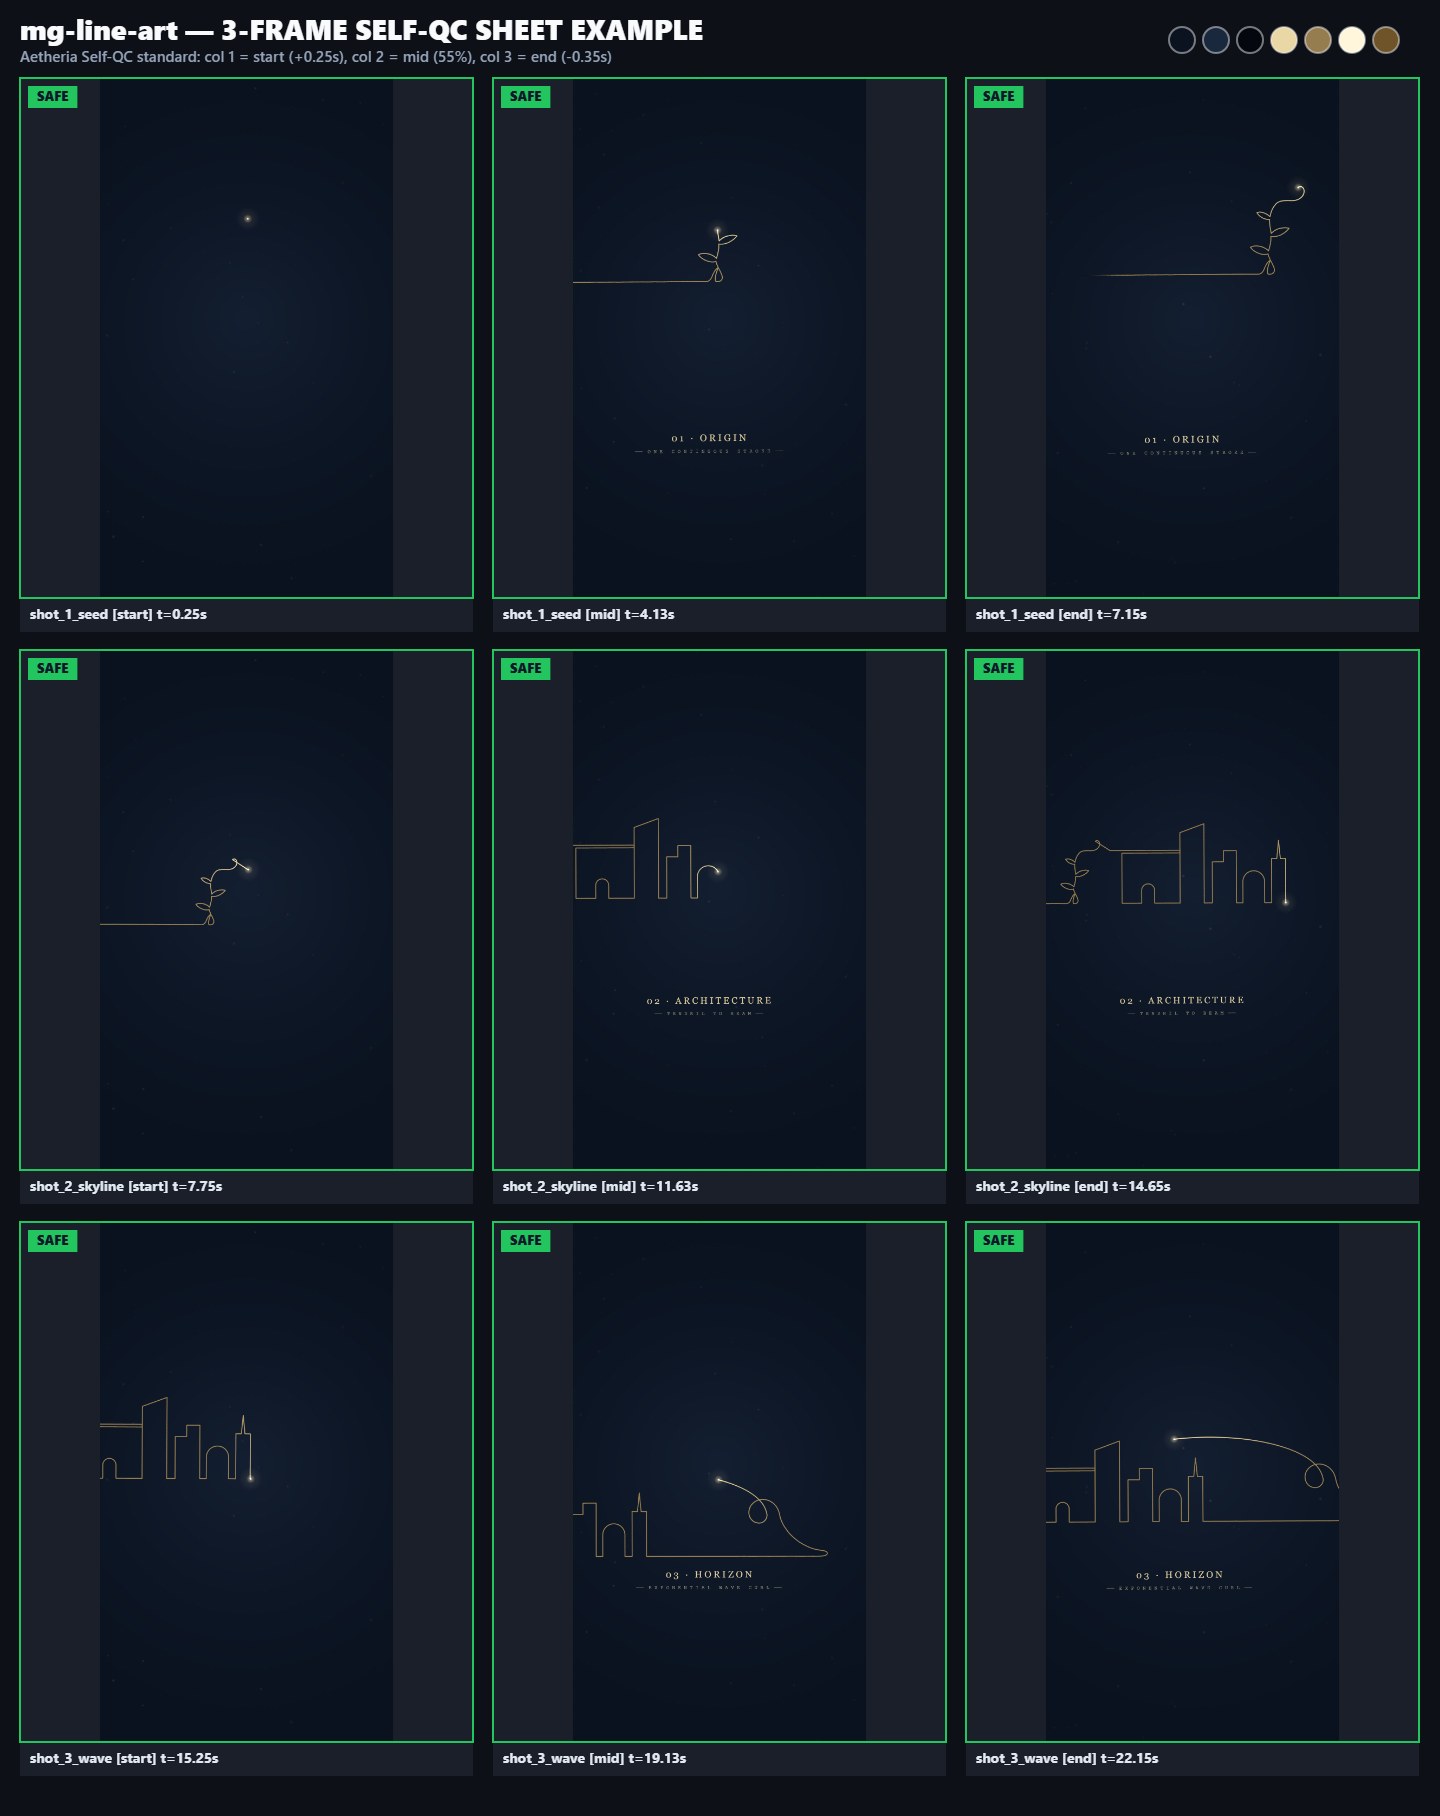 mg-line-art — 3-FRAME SELF-QC SHEET EXAMPLE
Aetheria Self-QC standard: col 1 = start (+0.25s), col 2 = mid (55%), col 3 = end (-0.35s)
SAFE
SAFE
SAFE
01 · ORIGIN
01 · ORIGIN
shot_1_seed [start] t=0.25s
shot_1_seed [mid] t=4.13s
shot_1_seed [end] t=7.15s
SAFE
SAFE
SAFE
02 · ARCHITECTURE
02 · ARCHITECTURE
shot_2_skyline [start] t=7.75s
shot_2_skyline [mid] t=11.63s
shot_2_skyline [end] t=14.65s
SAFE
SAFE
SAFE
03 · HORIZON
03 · HORIZON
shot_3_wave [start] t=15.25s
shot_3_wave [mid] t=19.13s
shot_3_wave [end] t=22.15s